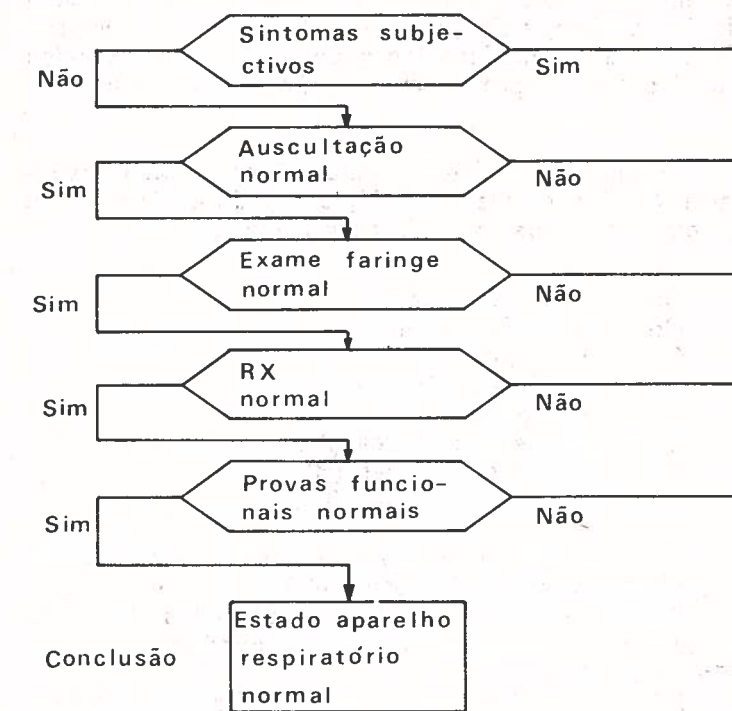 Sintomas subje-
ctivos
Não
Sim
Auscultação
normal
Sim
Não
Exame faringe
normal
Sim
Não
RX
normal
Sim
Não
Provas funcio-
nais normais
Sim
Não
Estado aparelho
respiratório
normal
Conclusão